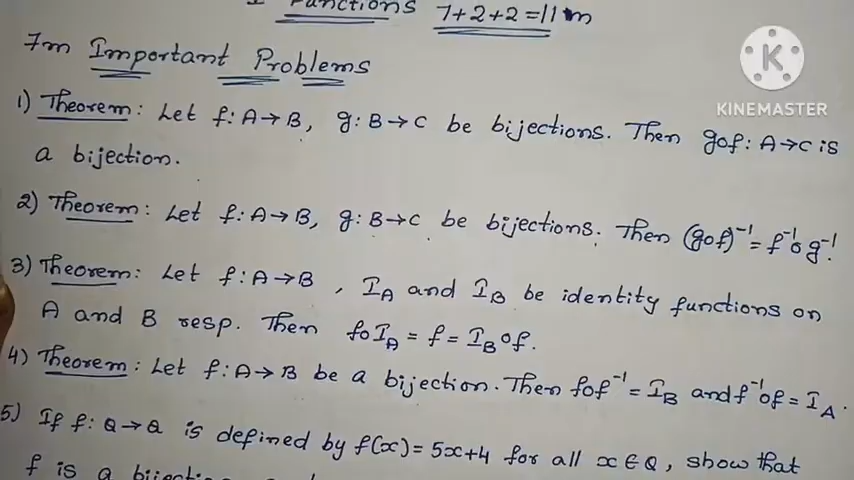 Functions 7+2+2=11m
7m Important Problems
KINEMASTER
1) Theorem: Let f: A→B, g: B→C be bijections. Then gof: A→C is
a bijection.
2) Theorem: Let f: A→B, g: B→C be bijections. Then (gof)⁻¹ = f⁻¹o g⁻¹.
3) Theorem: Let f: A→B, I_A and I_B be identity functions on
A and B resp. Then foI_A = f = I_B of.
4) Theorem: Let f: A→B be a bijection. Then fof⁻¹ = I_B and f⁻¹of = I_A.
5) If f: Q→Q is defined by f(x) = 5x+4 for all x∈Q, show that
f is a